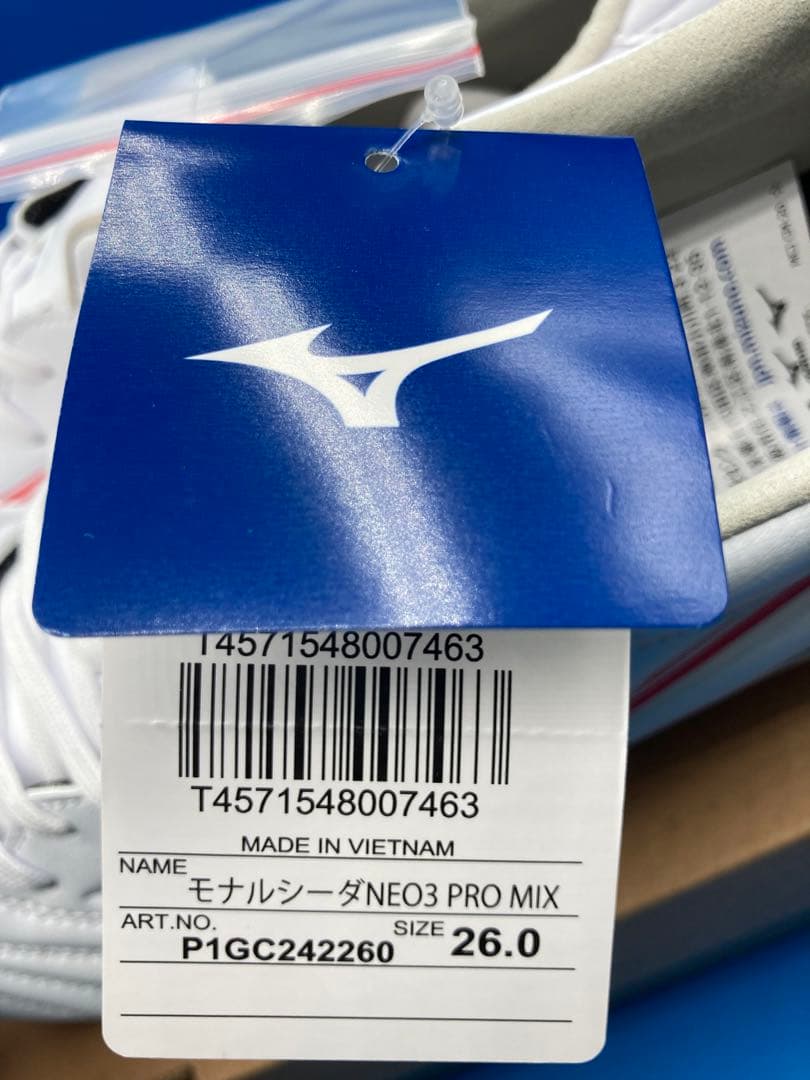 T4571548007463
T4571548007463
MADE IN VIETNAM
NAME
モナルシーダNEO3 PRO MIX
ART.NO.
P1GC242260
SIZE 26.0